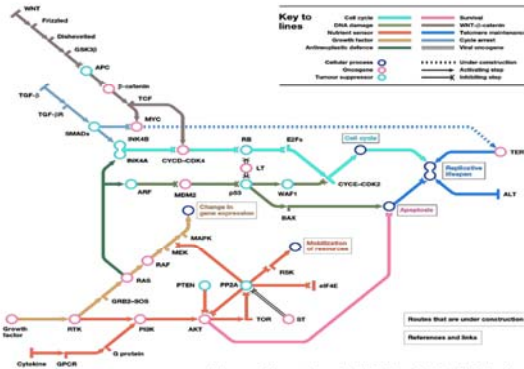 WNT
Frizzled
Dishevelled
GSK3β
APC
β-catenin
TCF
MYC
TGF-β
TGF-βR
SMADs
INK4B
INK4A
CYCD-CDK4
RB
E2Fs
Cell cycle
LT
ARF
MDM2
p53
WAF1
CYCE-CDK2
BAX
Apoptosis
TERT
Replicative
lifespan
ALT
Change in
gene expression
MAPK
MEK
RAF
RAS
GRB2-SOS
Mobilization
of resources
RSK
PTEN
PP2A
eIF4E
Growth
factor
RTK
PI3K
AKT
TOR
ST
G protein
Cytokine
GPCR
Key to
lines
Cell cycle
DNA damage
Nutrient sensor
Growth factor
Antineoplastic defence
Survival
WNT-β-catenin
Telomere maintenance
Cycle arrest
Viral oncogene
Cellular process
Oncogene
Tumour suppressor
Under construction
Activating step
Inhibiting step
Routes that are under construction
References and links